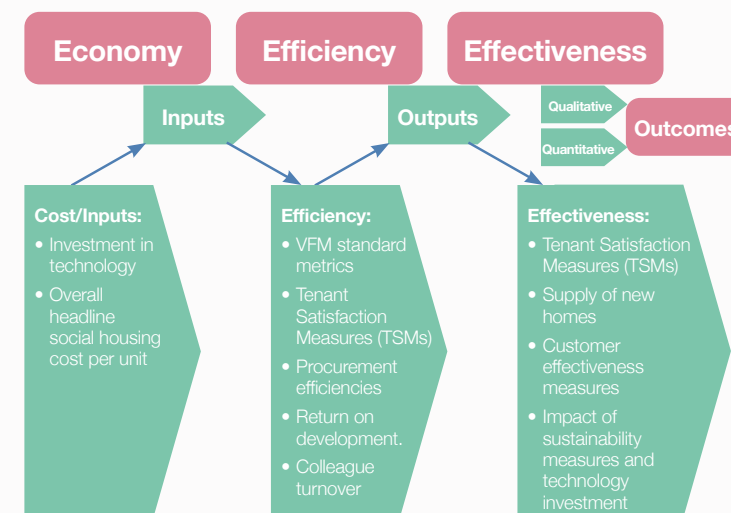 Economy
Efficiency
Effectiveness
Inputs
Outputs
Qualitative
Quantitative
Outcomes
Cost/Inputs:
• Investment in
technology
• Overall
headline
social housing
cost per unit
Efficiency:
• VFM standard
metrics
• Tenant
Satisfaction
Measures (TSMs)
• Procurement
efficiencies
• Return on
development.
• Colleague
turnover
Effectiveness:
• Tenant Satisfaction
Measures (TSMs)
• Supply of new
homes
• Customer
effectiveness
measures
• Impact of
sustainability
measures and
technology
investment